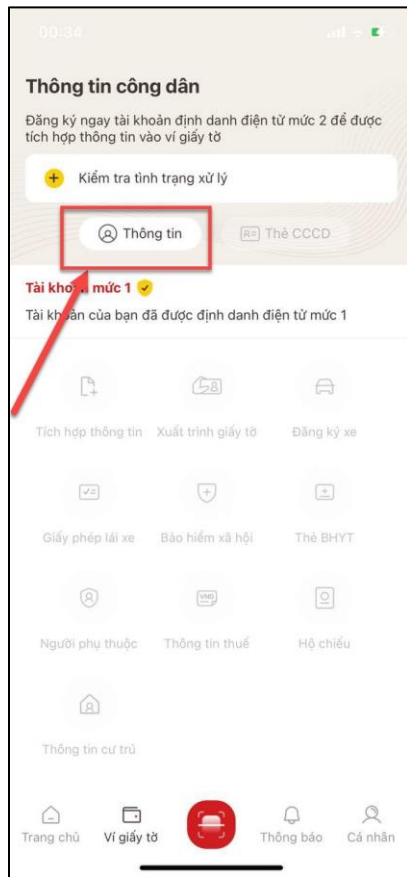 00:34
Thông tin công dân
Đăng ký ngay tài khoản định danh điện tử mức 2 để được
tích hợp thông tin vào ví giấy tờ
Kiểm tra tình trạng xử lý
Thông tin
Thẻ CCCD
Tài khoản mức 1
Tài khoản của bạn đã được định danh điện tử mức 1
Tích hợp thông tin
Xuất trình giấy tờ
Đăng ký xe
Giấy phép lái xe
Bảo hiểm xã hội
Thẻ BHYT
Người phụ thuộc
Thông tin thuế
Hộ chiếu
Thông tin cư trú
Trang chủ
Ví giấy tờ
Thông báo
Cá nhân